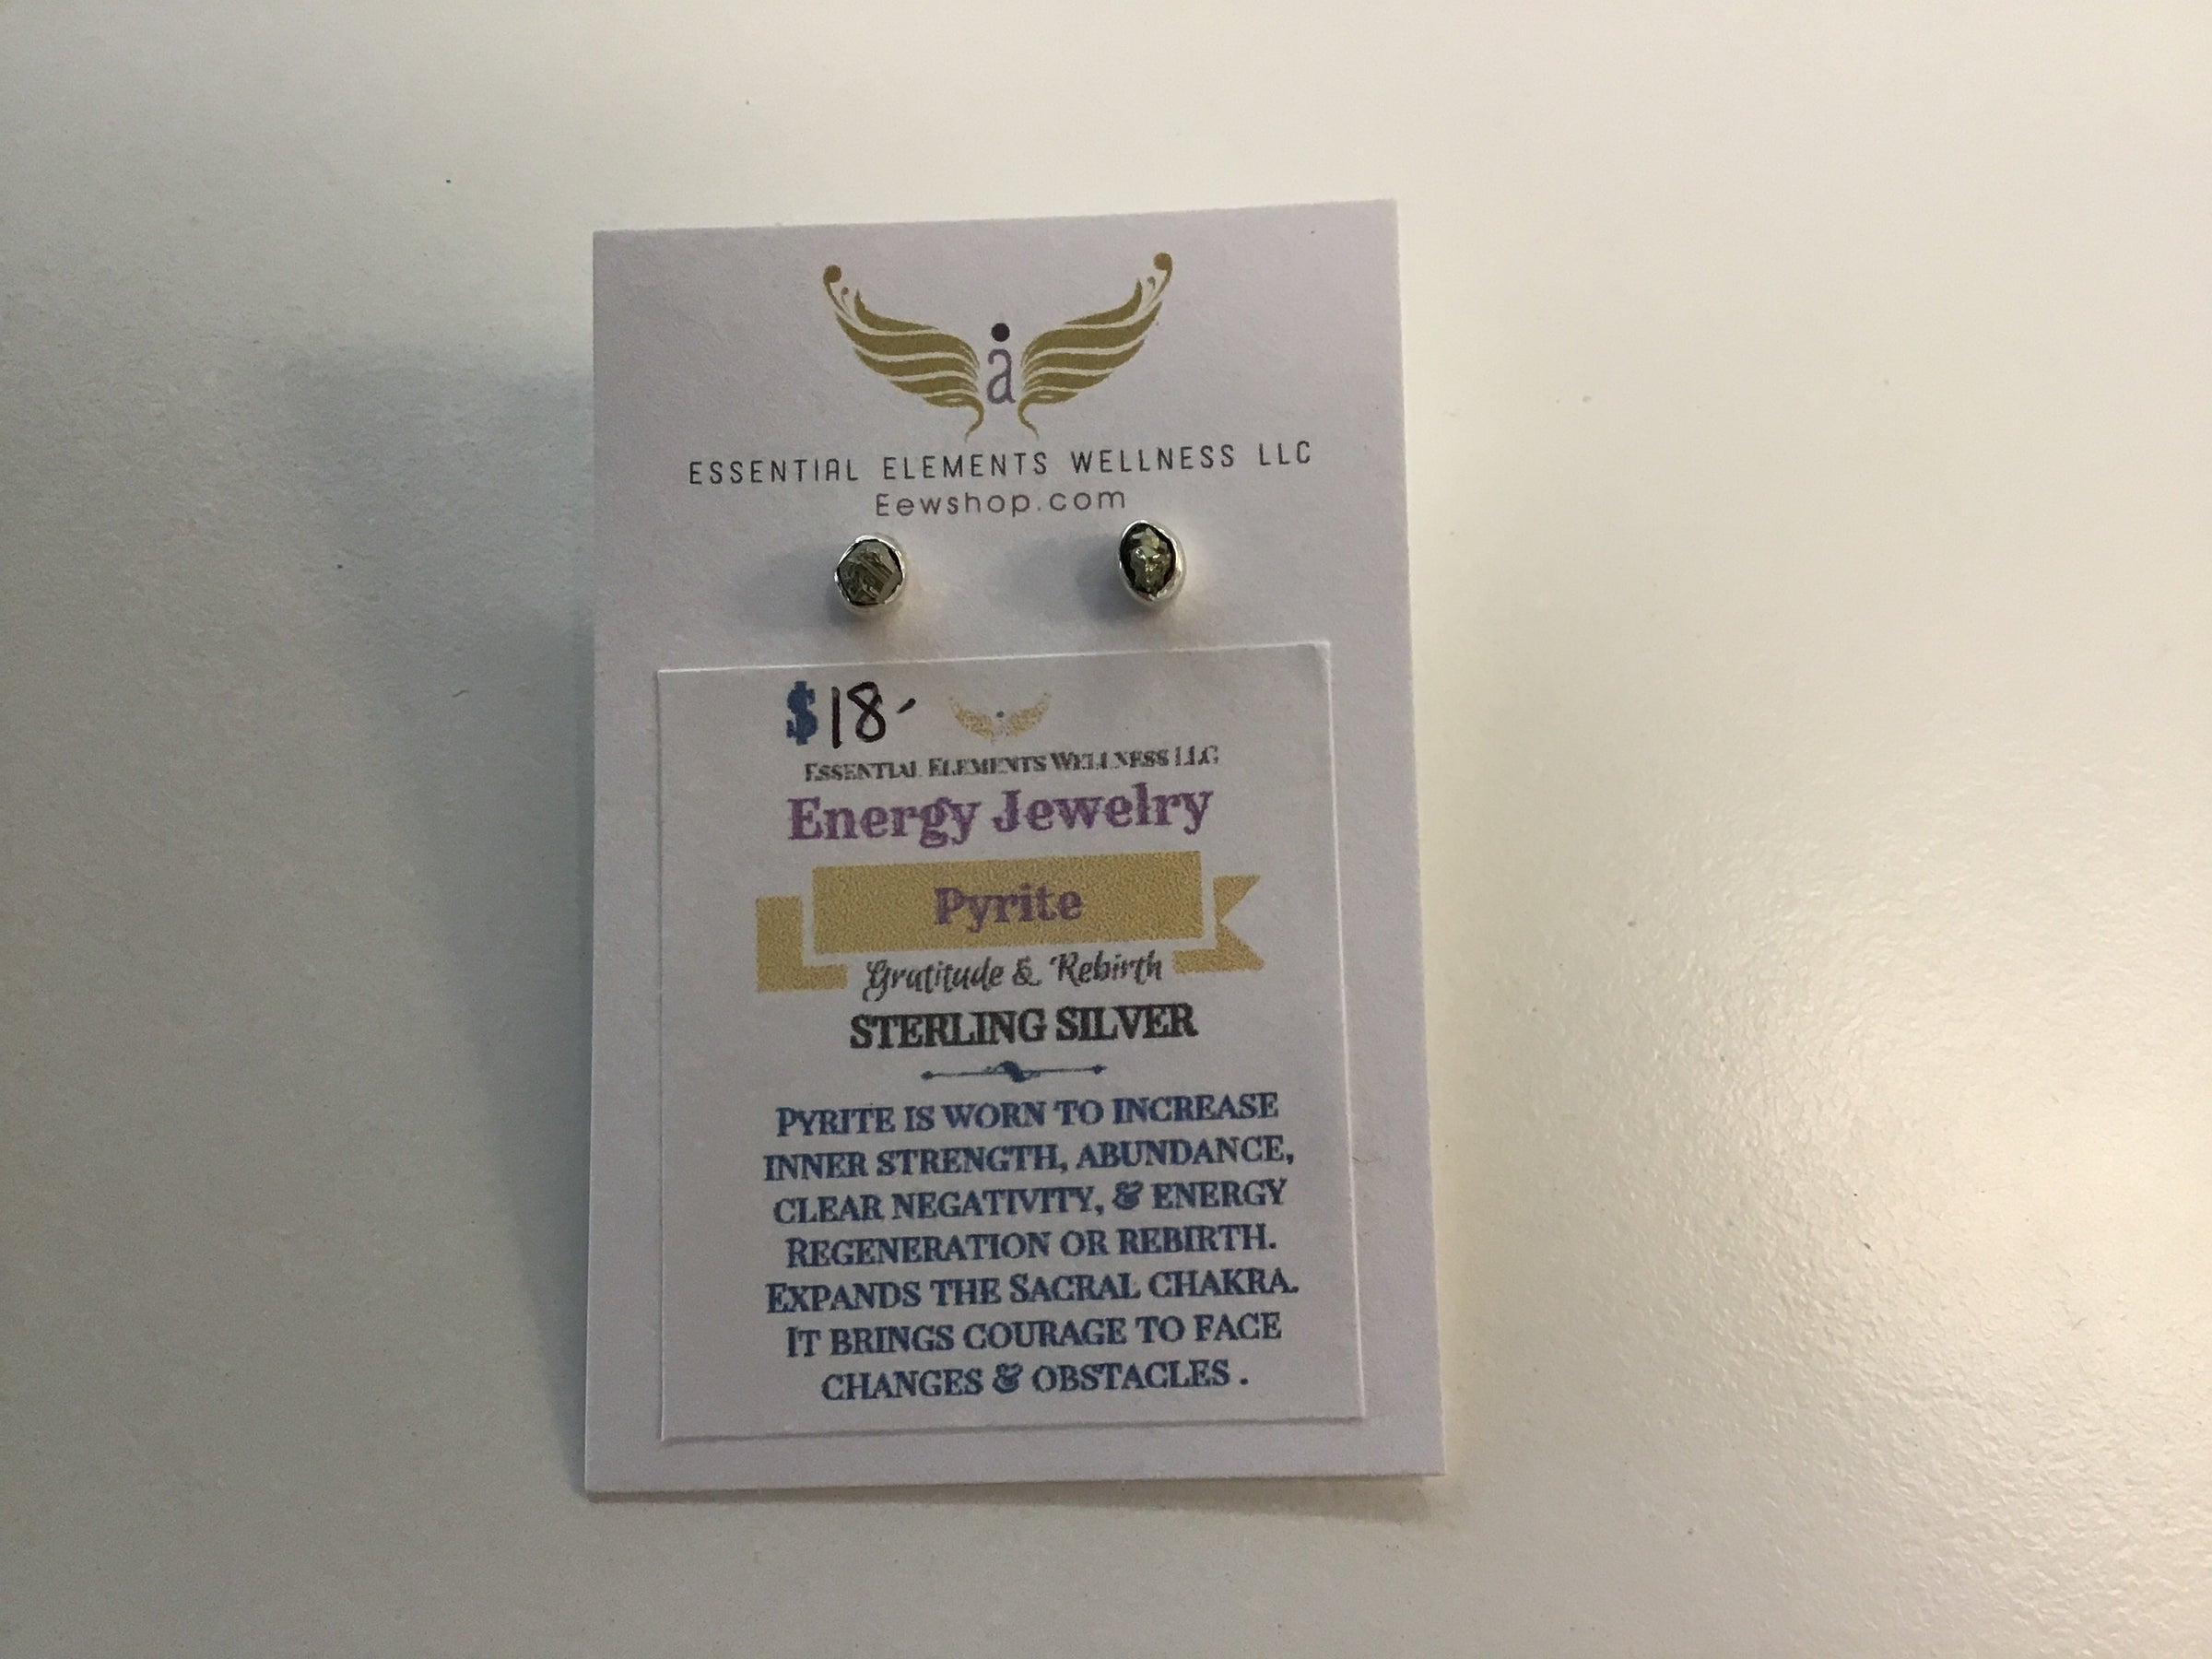 å
ESSENTIAL ELEMENTS WELLNESS LLC
Eewshop.com
$18-
ESSENTIAL ELEMENTS WELLNESS LLC
Energy Jewelry
Pyrite
Gratitude & Rebirth
STERLING SILVER
PYRITE IS WORN TO INCREASE
INNER STRENGTH, ABUNDANCE,
CLEAR NEGATIVITY, & ENERGY
REGENERATION OR REBIRTH.
EXPANDS THE SACRAL CHAKRA.
IT BRINGS COURAGE TO FACE
CHANGES & OBSTACLES .